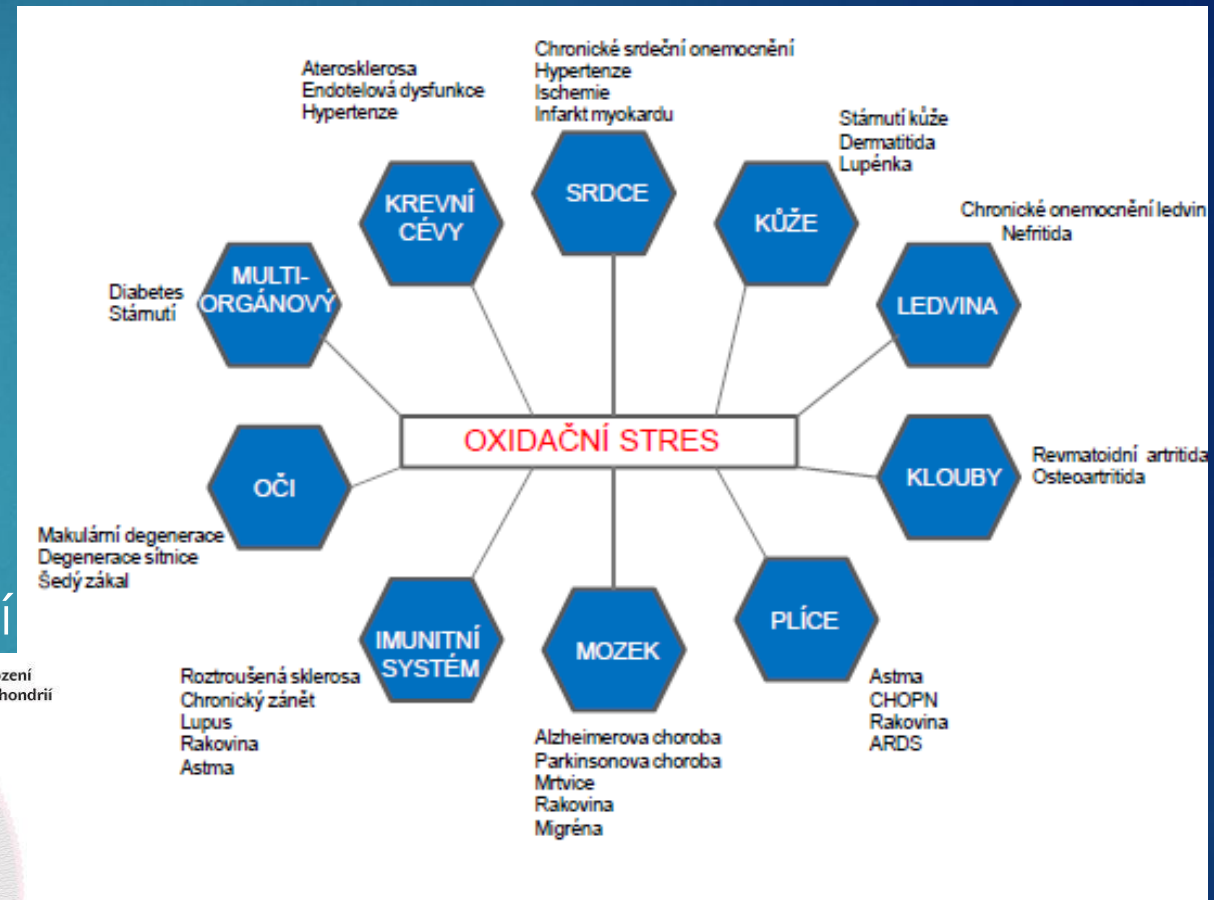 Chronické srdeční onemocnění
Hypertenze
Ischemie
Infarkt myokardu
Aterosklerosa
Endotelová dysfunkce
Hypertenze
Stárnutí kůže
Dermatitida
Lupénka
SRDCE
KREVNÍ
CÉVY
KŮŽE
Chronické onemocnění ledvin
Nefritida
MULTI-
ORGÁNOVÝ
Diabetes
Stárnutí
LEDVINA
OXIDAČNÍ STRES
OČI
KLOUBY
Revmatoidní artritida
Osteoartritida
Makulární degenerace
Degenerace sítnice
Šedý zákal
IMUNITNÍ
SYSTÉM
MOZEK
PLÍCE
Roztroušená sklerosa
Chronický zánět
Lupus
Rakovina
Astma
Alzheimerova choroba
Parkinsonova choroba
Mrtvice
Rakovina
Migréna
Astma
CHOPN
Rakovina
ARDS